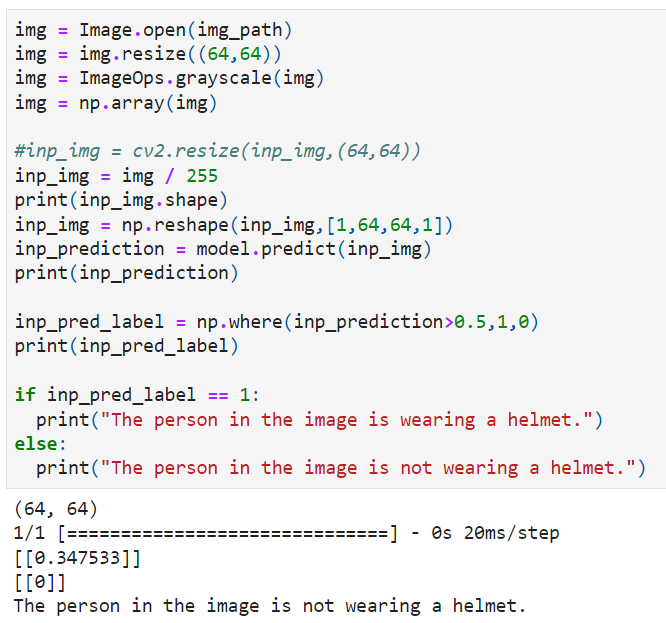 img = Image.open(img_path)
img = img.resize((64,64))
img = ImageOps.grayscale(img)
img = np.array(img)
#inp_img = cv2.resize(inp_img,(64,64))
inp_img = img / 255
print(inp_img.shape)
inp_img = np.reshape(inp_img,[1,64,64,1])
inp_prediction = model.predict(inp_img)
print(inp_prediction)
inp_pred_label = np.where(inp_prediction>0.5,1,0)
print(inp_pred_label)
if inp_pred_label == 1:
  print("The person in the image is wearing a helmet.")
else:
  print("The person in the image is not wearing a helmet.")
(64, 64)
1/1 [==============================] - 0s 20ms/step
[[0.347533]]
[[0]]
The person in the image is not wearing a helmet.